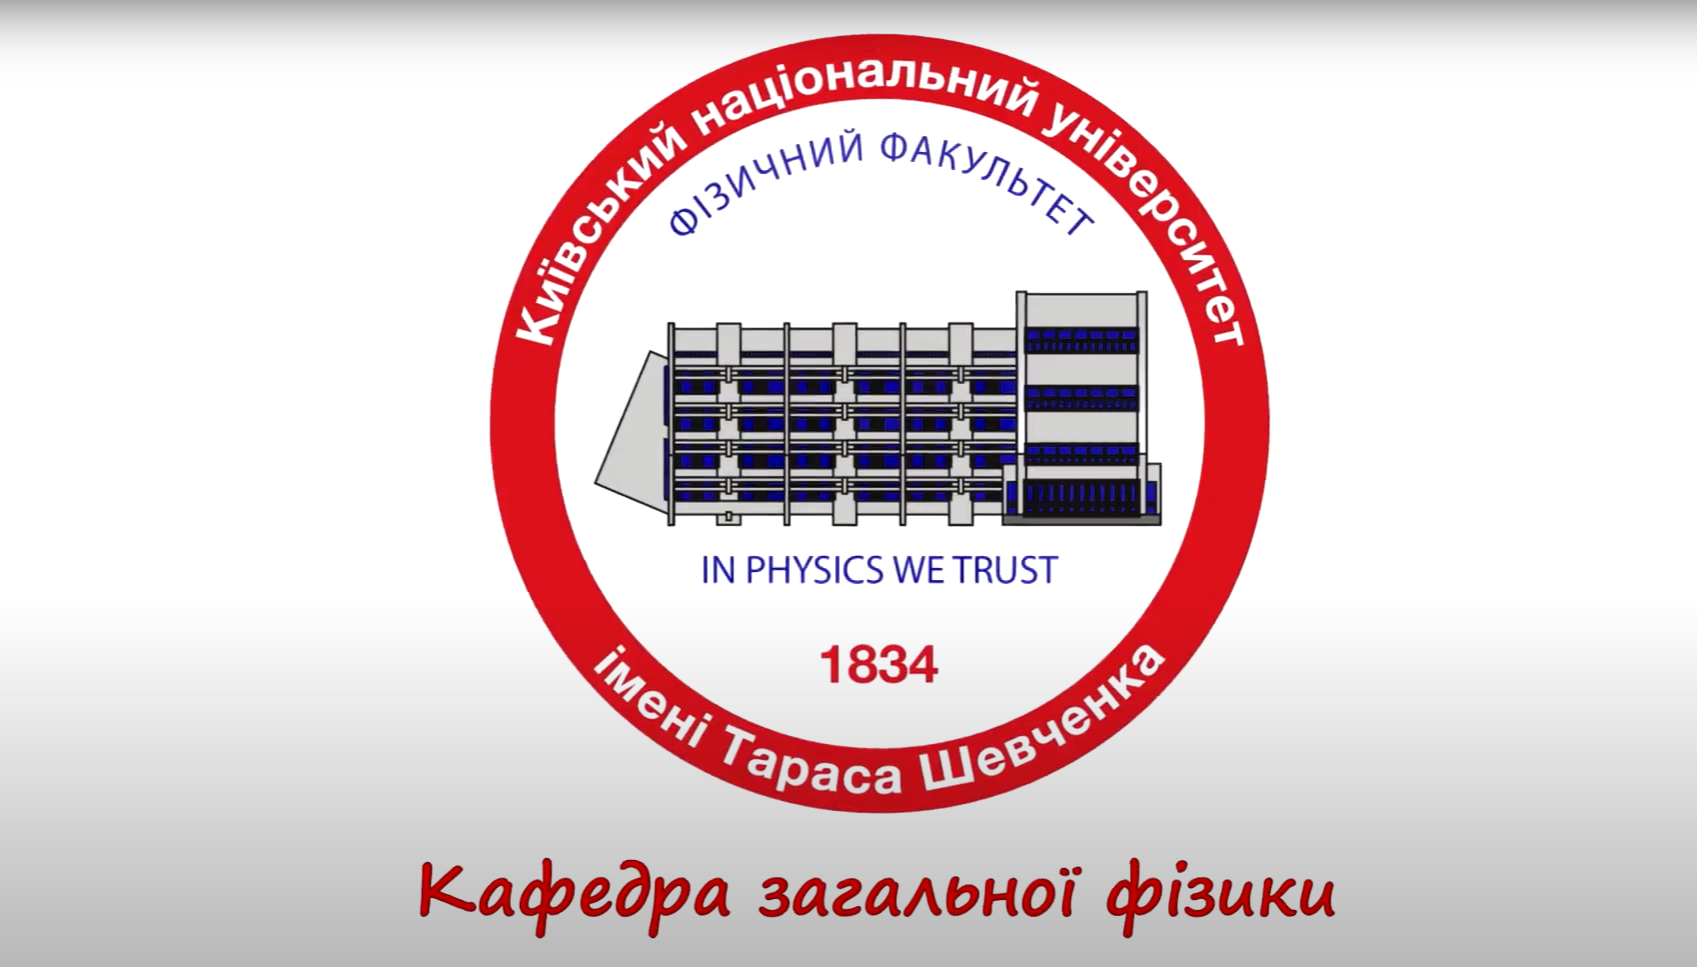 Київський національний університет
ФІЗИЧНИЙ ФАКУЛЬТЕТ
IN PHYSICS WE TRUST
1834
імені Тараса Шевченка
Кафедра загальної фізики